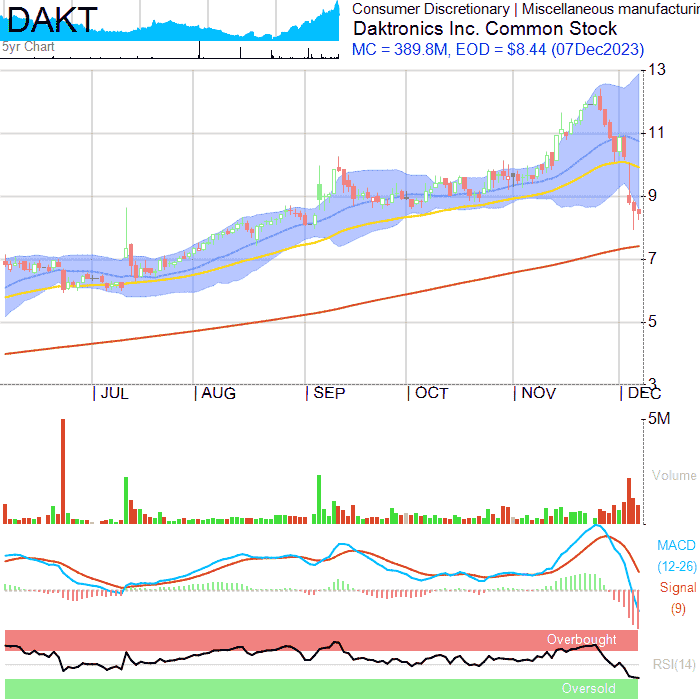 DAKT
5yr Chart
Consumer Discretionary | Miscellaneous manufacturin
Daktronics Inc. Common Stock
MC = 389.8M, EOD = $8.44 (07Dec2023)
13
11
9
7
5
3
JUL AUG SEP OCT NOV DEC
5M
Volume
MACD
(12-26)
Signal
(9)
Overbought
RSI(14)
Oversold